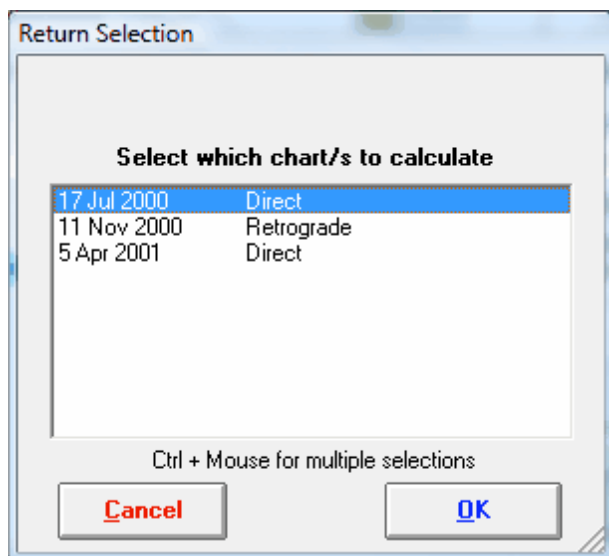 Return Selection
Select which chart/s to calculate
17 Jul 2000 Direct
11 Nov 2000 Retrograde
5 Apr 2001 Direct
Ctrl + Mouse for multiple selections
Cancel OK